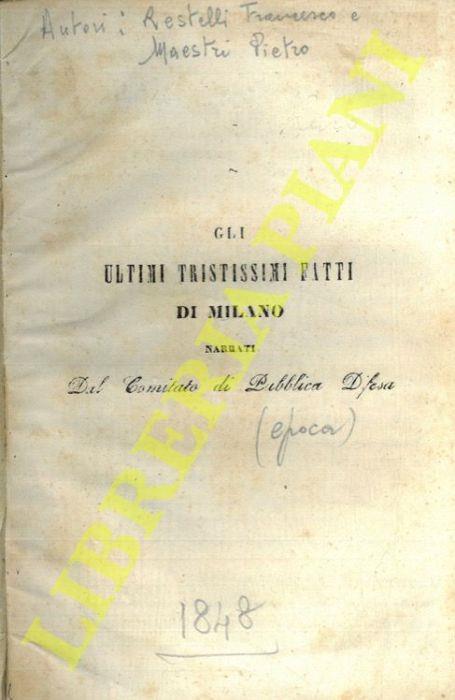 Autori: Restelli Francesco e
Maestri Pietro
GLI
ULTIMI TRISTISSIMI FATTI
DI MILANO
NARRATI
Dal Comitato di Pubblica Difesa
(epoca)
1848
LIBRERIA PIANI